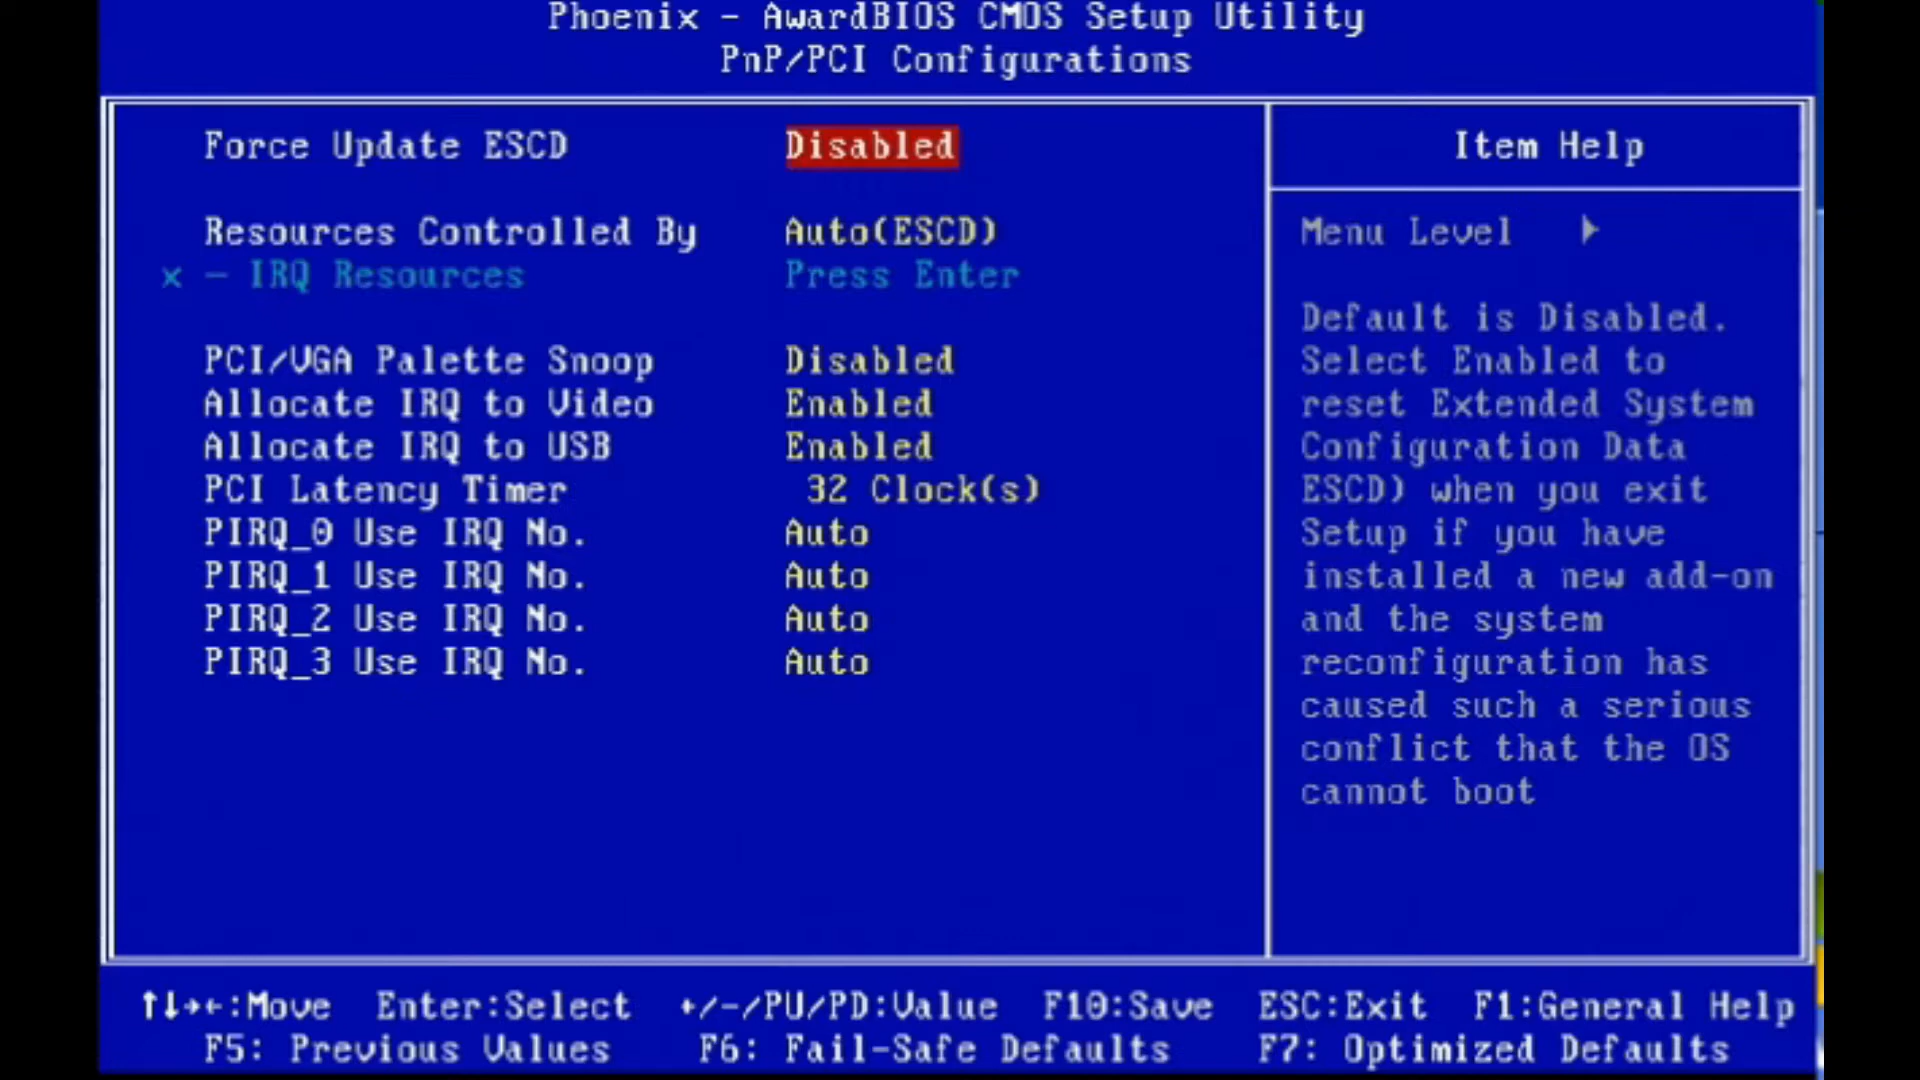 Phoenix - AwardBIOS CMOS Setup Utility
PnP/PCI Configurations
Force Update ESCD Disabled
Resources Controlled By Auto(ESCD)
x - IRQ Resources Press Enter
PCI/VGA Palette Snoop Disabled
Allocate IRQ to Video Enabled
Allocate IRQ to USB Enabled
PCI Latency Timer 32 Clock(s)
PIRQ_0 Use IRQ No. Auto
PIRQ_1 Use IRQ No. Auto
PIRQ_2 Use IRQ No. Auto
PIRQ_3 Use IRQ No. Auto
Item Help
Menu Level ▶
Default is Disabled.
Select Enabled to
reset Extended System
Configuration Data
ESCD) when you exit
Setup if you have
installed a new add-on
and the system
reconfiguration has
caused such a serious
conflict that the OS
cannot boot
↑↓→←:Move Enter:Select +/-/PU/PD:Value F10:Save ESC:Exit F1:General Help
F5: Previous Values F6: Fail-Safe Defaults F7: Optimized Defaults